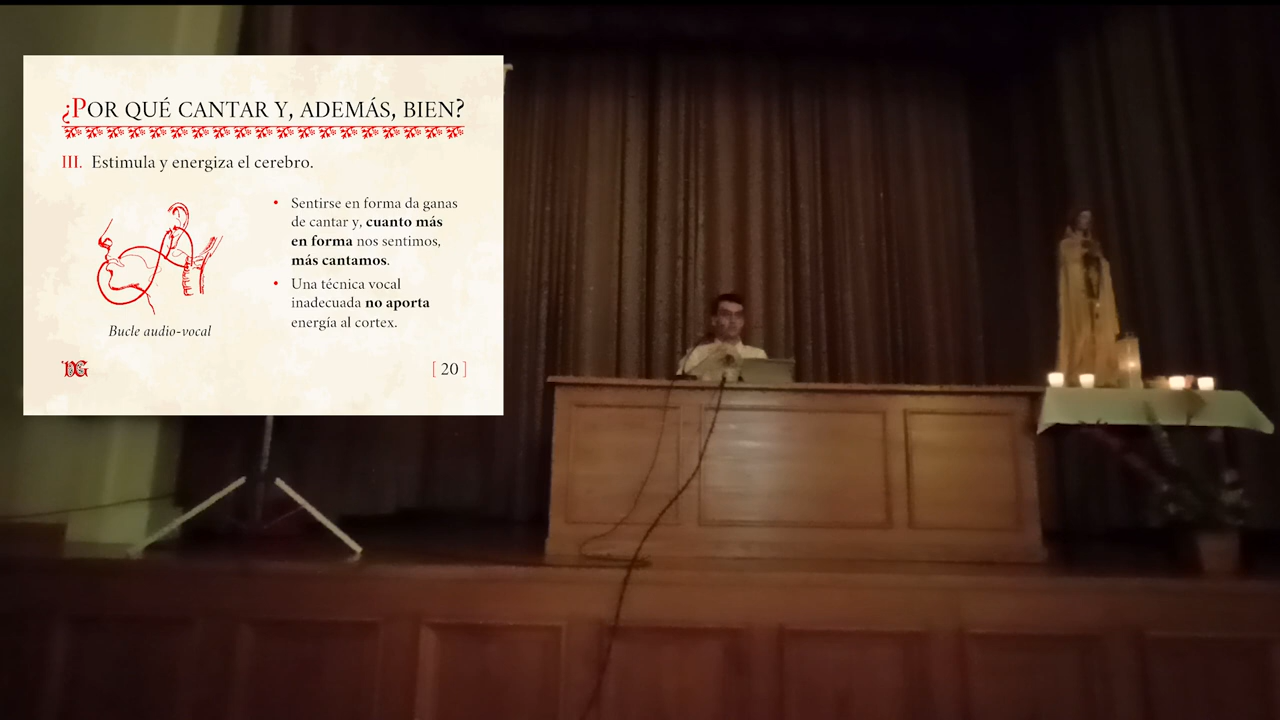 ¿POR QUÉ CANTAR Y, ADEMÁS, BIEN?
III. Estimula y energiza el cerebro.
Bucle audio-vocal
• Sentirse en forma da ganas
de cantar y, cuanto más
en forma nos sentimos,
más cantamos.
• Una técnica vocal
inadecuada no aporta
energía al cortex.
[ 20 ]